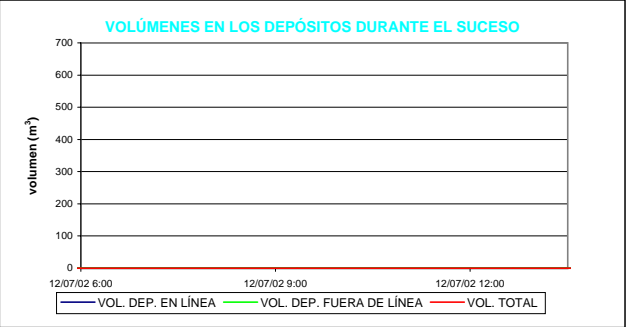 VOLÚMENES EN LOS DEPÓSITOS DURANTE EL SUCESO
700
600
500
400
300
200
100
0
volumen (m³)
12/07/02 6:00 12/07/02 9:00 12/07/02 12:00
VOL. DEP. EN LÍNEA VOL. DEP. FUERA DE LÍNEA VOL. TOTAL